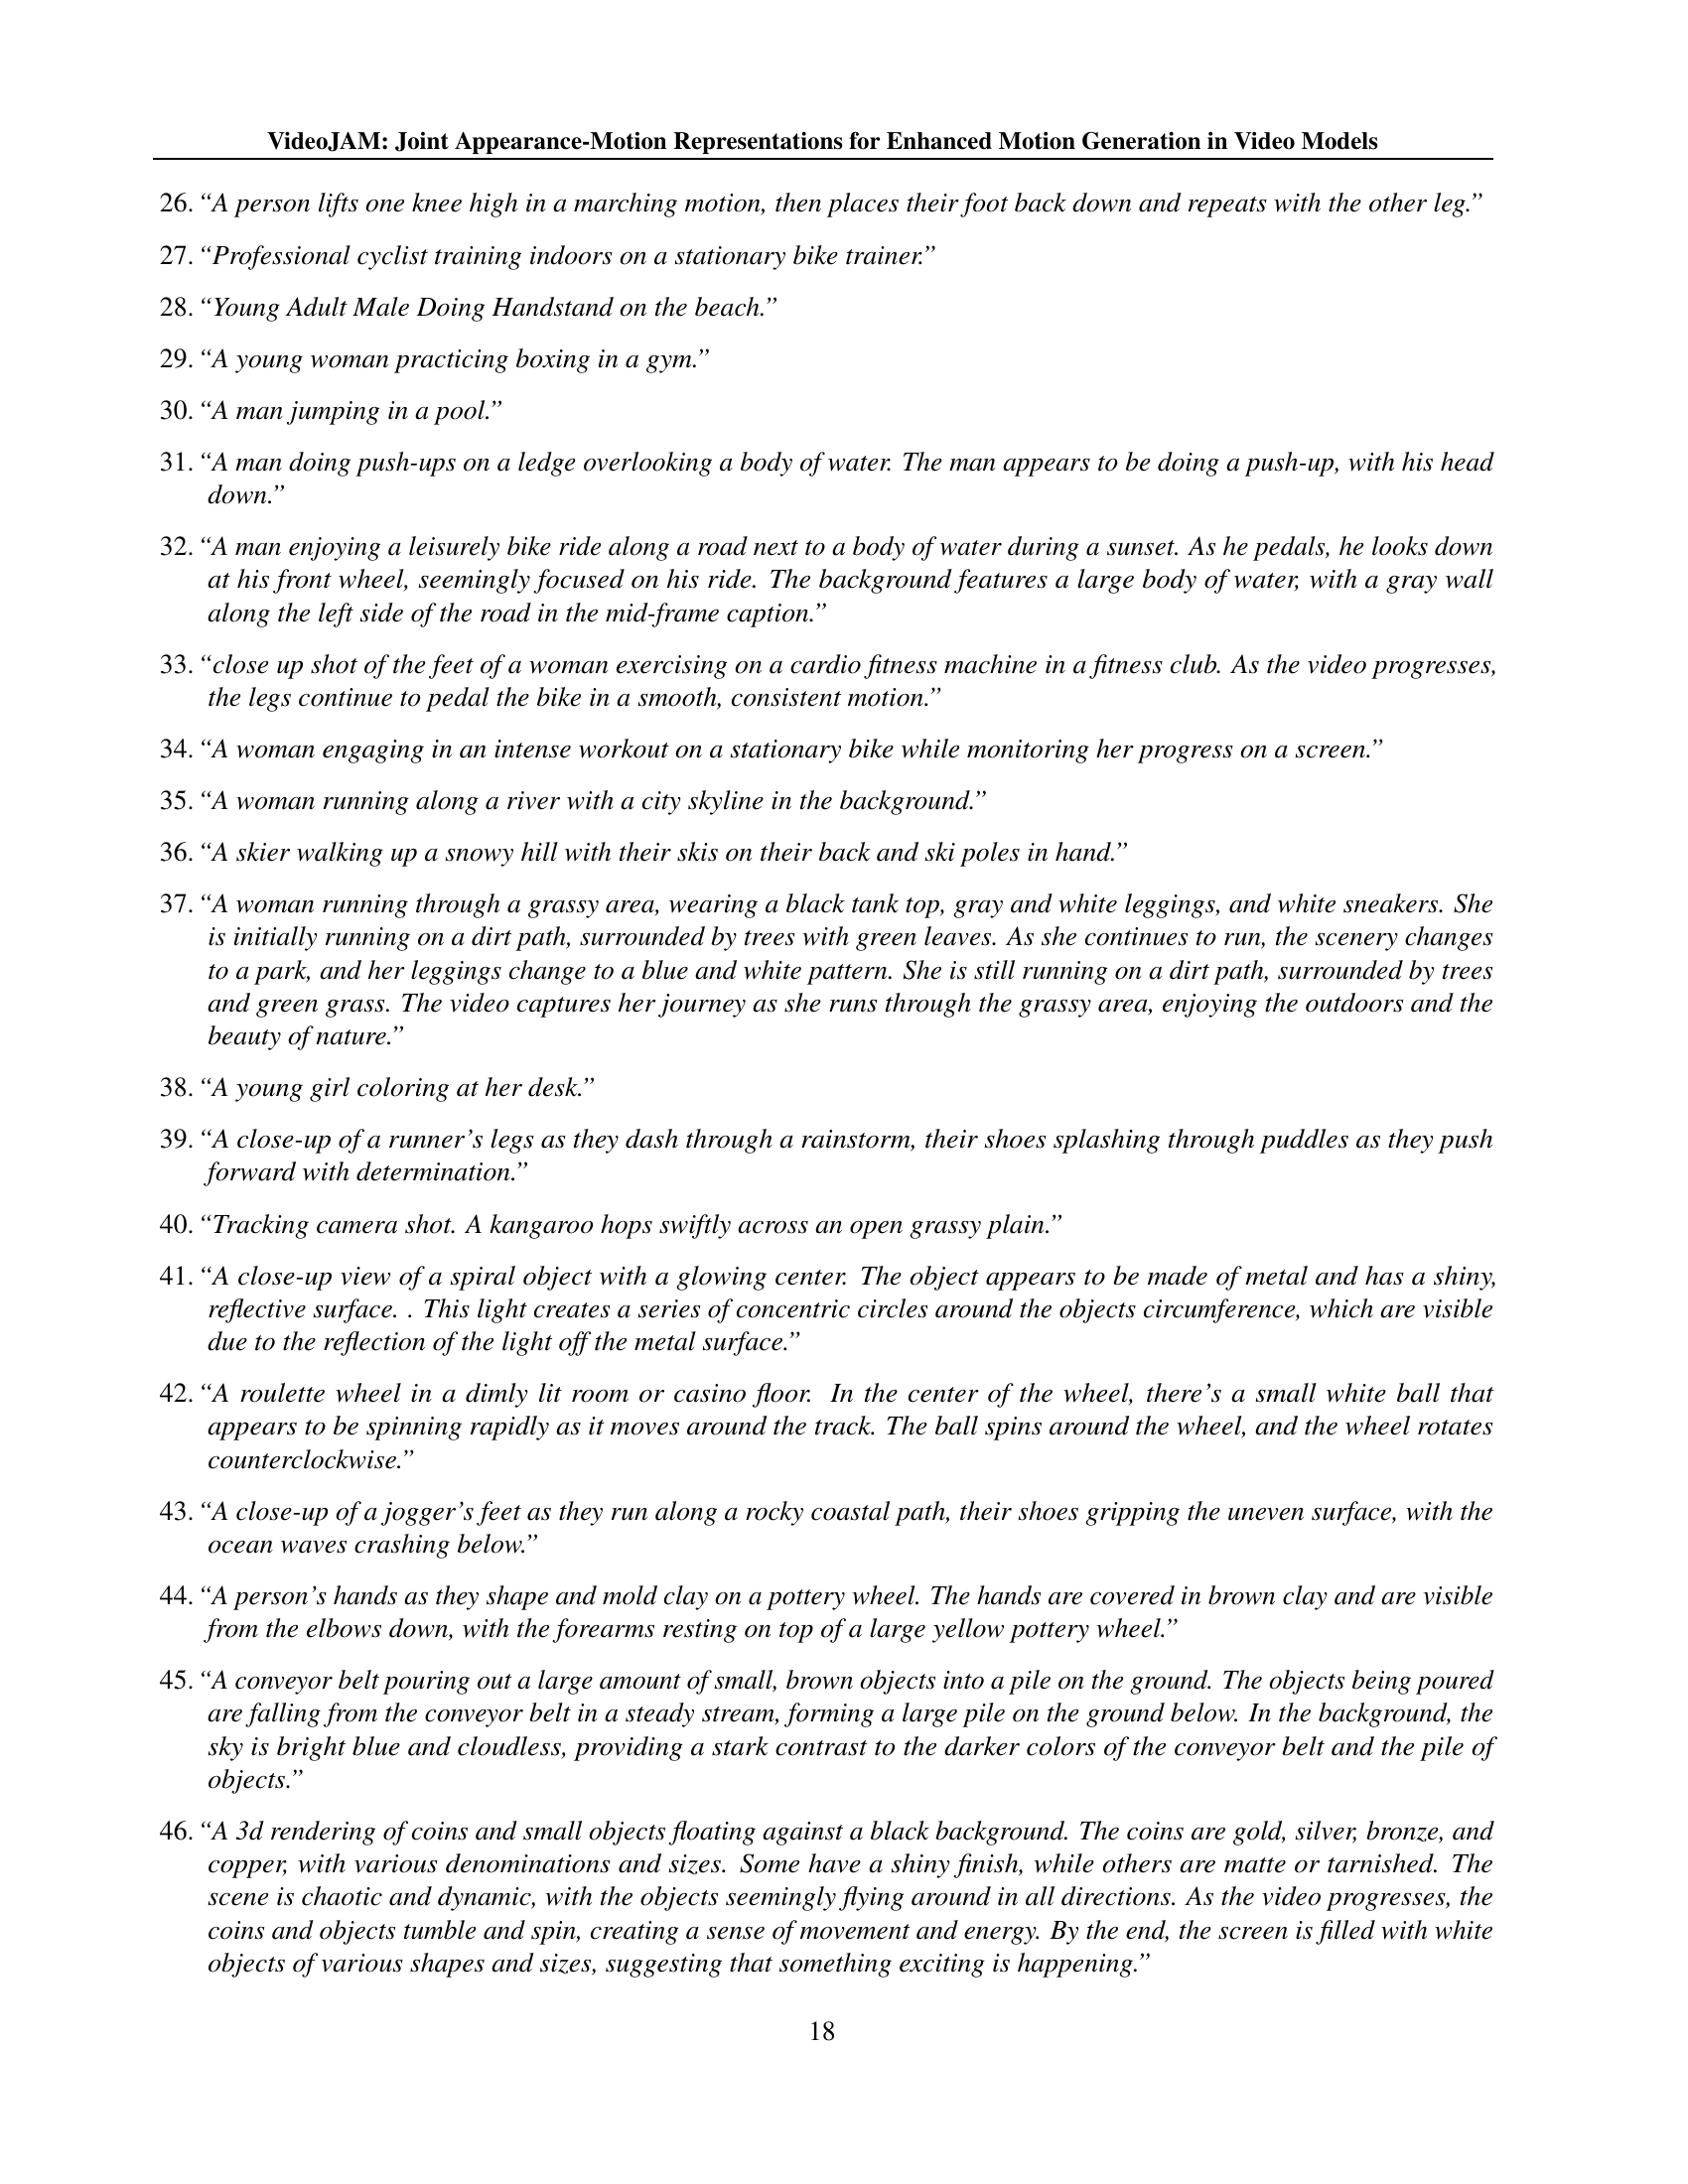 VideoJAM: Joint Appearance-Motion Representations for Enhanced Motion Generation in Video Models
26. “A person lifts one knee high in a marching motion, then places their foot back down and repeats with the other leg.”
27. “Professional cyclist training indoors on a stationary bike trainer.”
28. “Young Adult Male Doing Handstand on the beach.”
29. “A young woman practicing boxing in a gym.”
30. “A man jumping in a pool.”
31. “A man doing push-ups on a ledge overlooking a body of water. The man appears to be doing a push-up, with his head
down.”
32. “A man enjoying a leisurely bike ride along a road next to a body of water during a sunset. As he pedals, he looks down
at his front wheel, seemingly focused on his ride. The background features a large body of water, with a gray wall
along the left side of the road in the mid-frame caption.”
33. “close up shot of the feet of a woman exercising on a cardio fitness machine in a fitness club. As the video progresses,
the legs continue to pedal the bike in a smooth, consistent motion.”
34. “A woman engaging in an intense workout on a stationary bike while monitoring her progress on a screen.”
35. “A woman running along a river with a city skyline in the background.”
36. “A skier walking up a snowy hill with their skis on their back and ski poles in hand.”
37. “A woman running through a grassy area, wearing a black tank top, gray and white leggings, and white sneakers. She
is initially running on a dirt path, surrounded by trees with green leaves. As she continues to run, the scenery changes
to a park, and her leggings change to a blue and white pattern. She is still running on a dirt path, surrounded by trees
and green grass. The video captures her journey as she runs through the grassy area, enjoying the outdoors and the
beauty of nature.”
38. “A young girl coloring at her desk.”
39. “A close-up of a runner’s legs as they dash through a rainstorm, their shoes splashing through puddles as they push
forward with determination.”
40. “Tracking camera shot. A kangaroo hops swiftly across an open grassy plain.”
41. “A close-up view of a spiral object with a glowing center. The object appears to be made of metal and has a shiny,
reflective surface. . This light creates a series of concentric circles around the objects circumference, which are visible
due to the reflection of the light off the metal surface.”
42. “A roulette wheel in a dimly lit room or casino floor. In the center of the wheel, there’s a small white ball that
appears to be spinning rapidly as it moves around the track. The ball spins around the wheel, and the wheel rotates
counterclockwise.”
43. “A close-up of a jogger’s feet as they run along a rocky coastal path, their shoes gripping the uneven surface, with the
ocean waves crashing below.”
44. “A person’s hands as they shape and mold clay on a pottery wheel. The hands are covered in brown clay and are visible
from the elbows down, with the forearms resting on top of a large yellow pottery wheel.”
45. “A conveyor belt pouring out a large amount of small, brown objects into a pile on the ground. The objects being poured
are falling from the conveyor belt in a steady stream, forming a large pile on the ground below. In the background, the
sky is bright blue and cloudless, providing a stark contrast to the darker colors of the conveyor belt and the pile of
objects.”
46. “A 3d rendering of coins and small objects floating against a black background. The coins are gold, silver, bronze, and
copper, with various denominations and sizes. Some have a shiny finish, while others are matte or tarnished. The
scene is chaotic and dynamic, with the objects seemingly flying around in all directions. As the video progresses, the
coins and objects tumble and spin, creating a sense of movement and energy. By the end, the screen is filled with white
objects of various shapes and sizes, suggesting that something exciting is happening.”
18